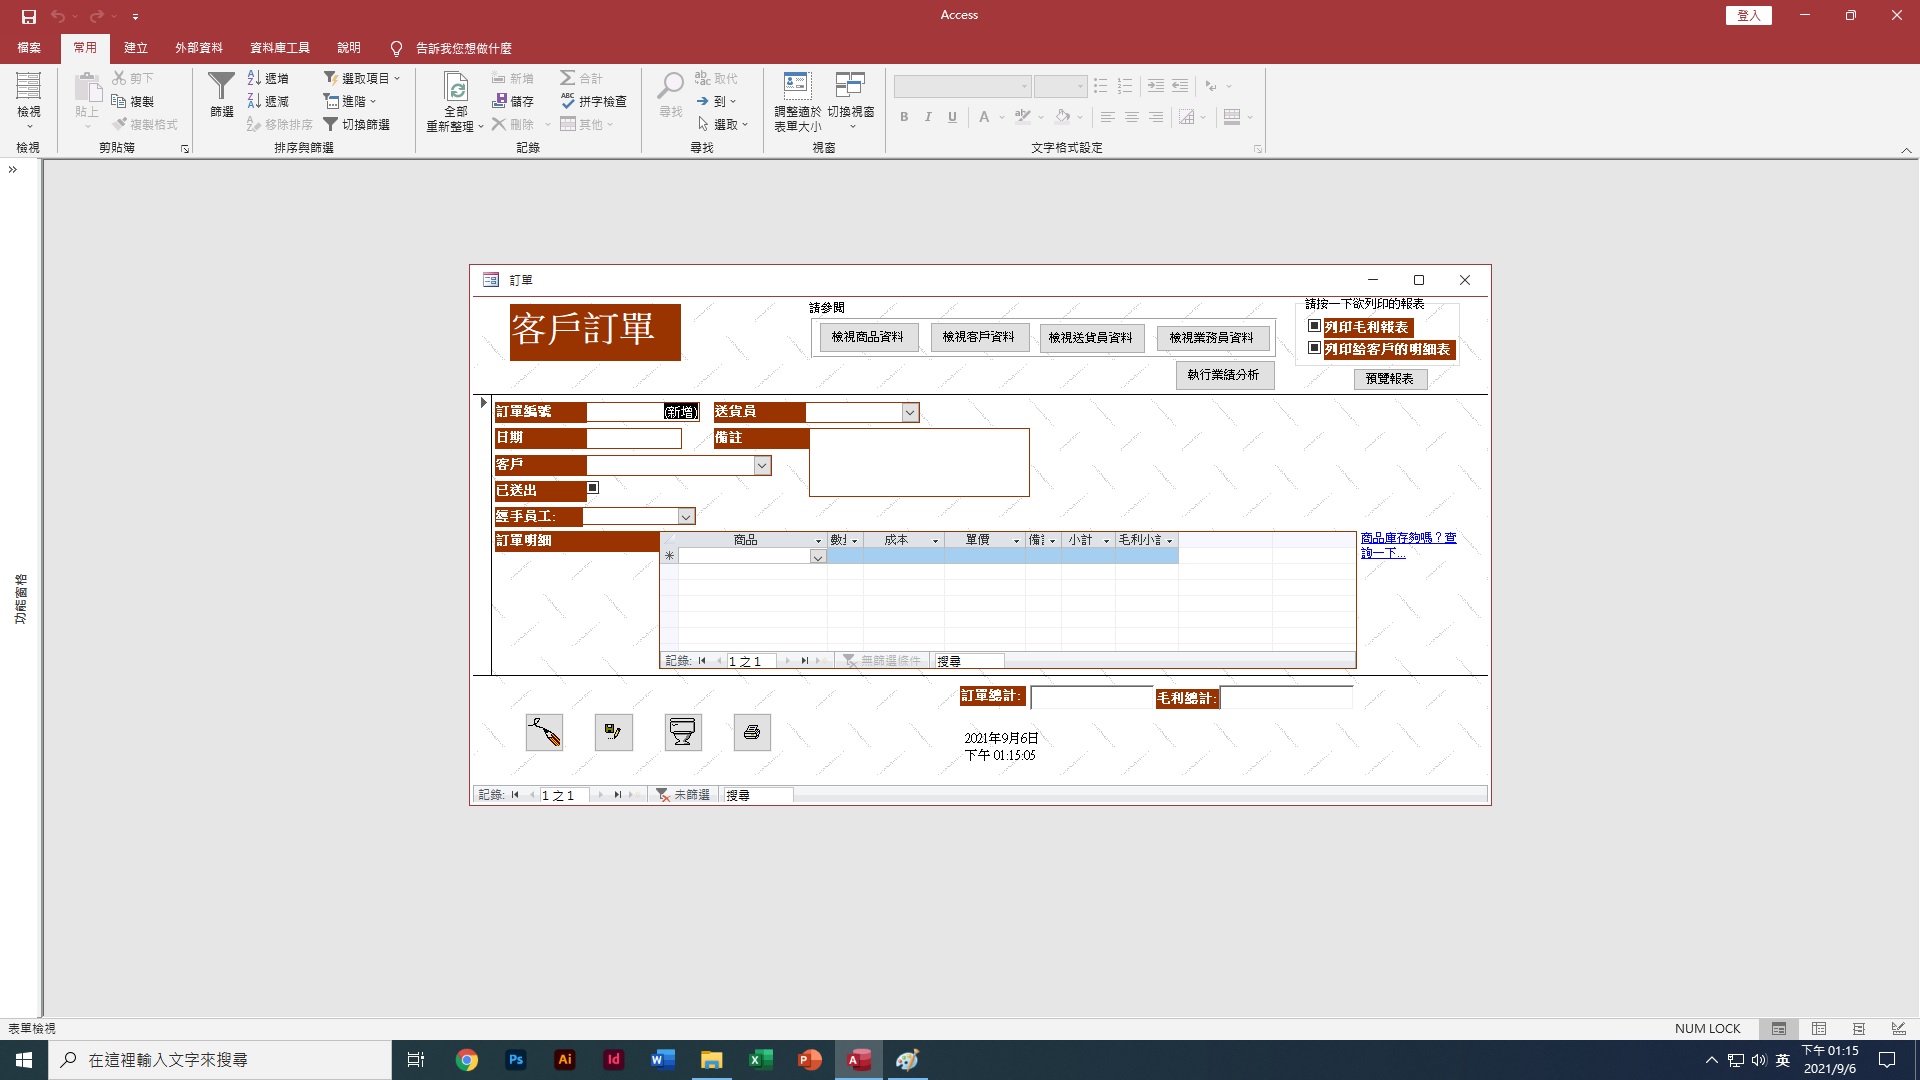 Access
登入
檔案 常用 建立 外部資料 資料庫工具 說明 告訴我您想做什麼
檢視
貼上
剪下
複製
複製格式
篩選
遞增
遞減
移除排序
選取項目
進階
切換篩選
全部
重新整理
新增
儲存
刪除
合計
拼字檢查
其他
尋找
取代
到
選取
調整適於
表單大小
切換視窗
檢視 剪貼簿 排序與篩選 記錄 尋找 視窗 文字格式設定
功能窗格
訂單
客戶訂單
請參閱
檢視商品資料 檢視客戶資料 檢視送貨員資料 檢視業務員資料
執行業績分析
請按一下欲列印的報表
列印毛利報表
列印給客戶的明細表
預覽報表
訂單編號 (新增) 送貨員
日期 備註
客戶
已送出
經手員工:
訂單明細 商品 成本 單價 小計 毛利小計
商品庫存夠嗎？查
詢一下...
記錄: 1 之 1 無篩選條件 搜尋
訂單總計: 毛利總計:
2021年9月6日
下午 01:15:05
記錄: 1 之 1 未篩選 搜尋
表單檢視 NUM LOCK
在這裡輸入文字來搜尋
英
下午 01:15
2021/9/6